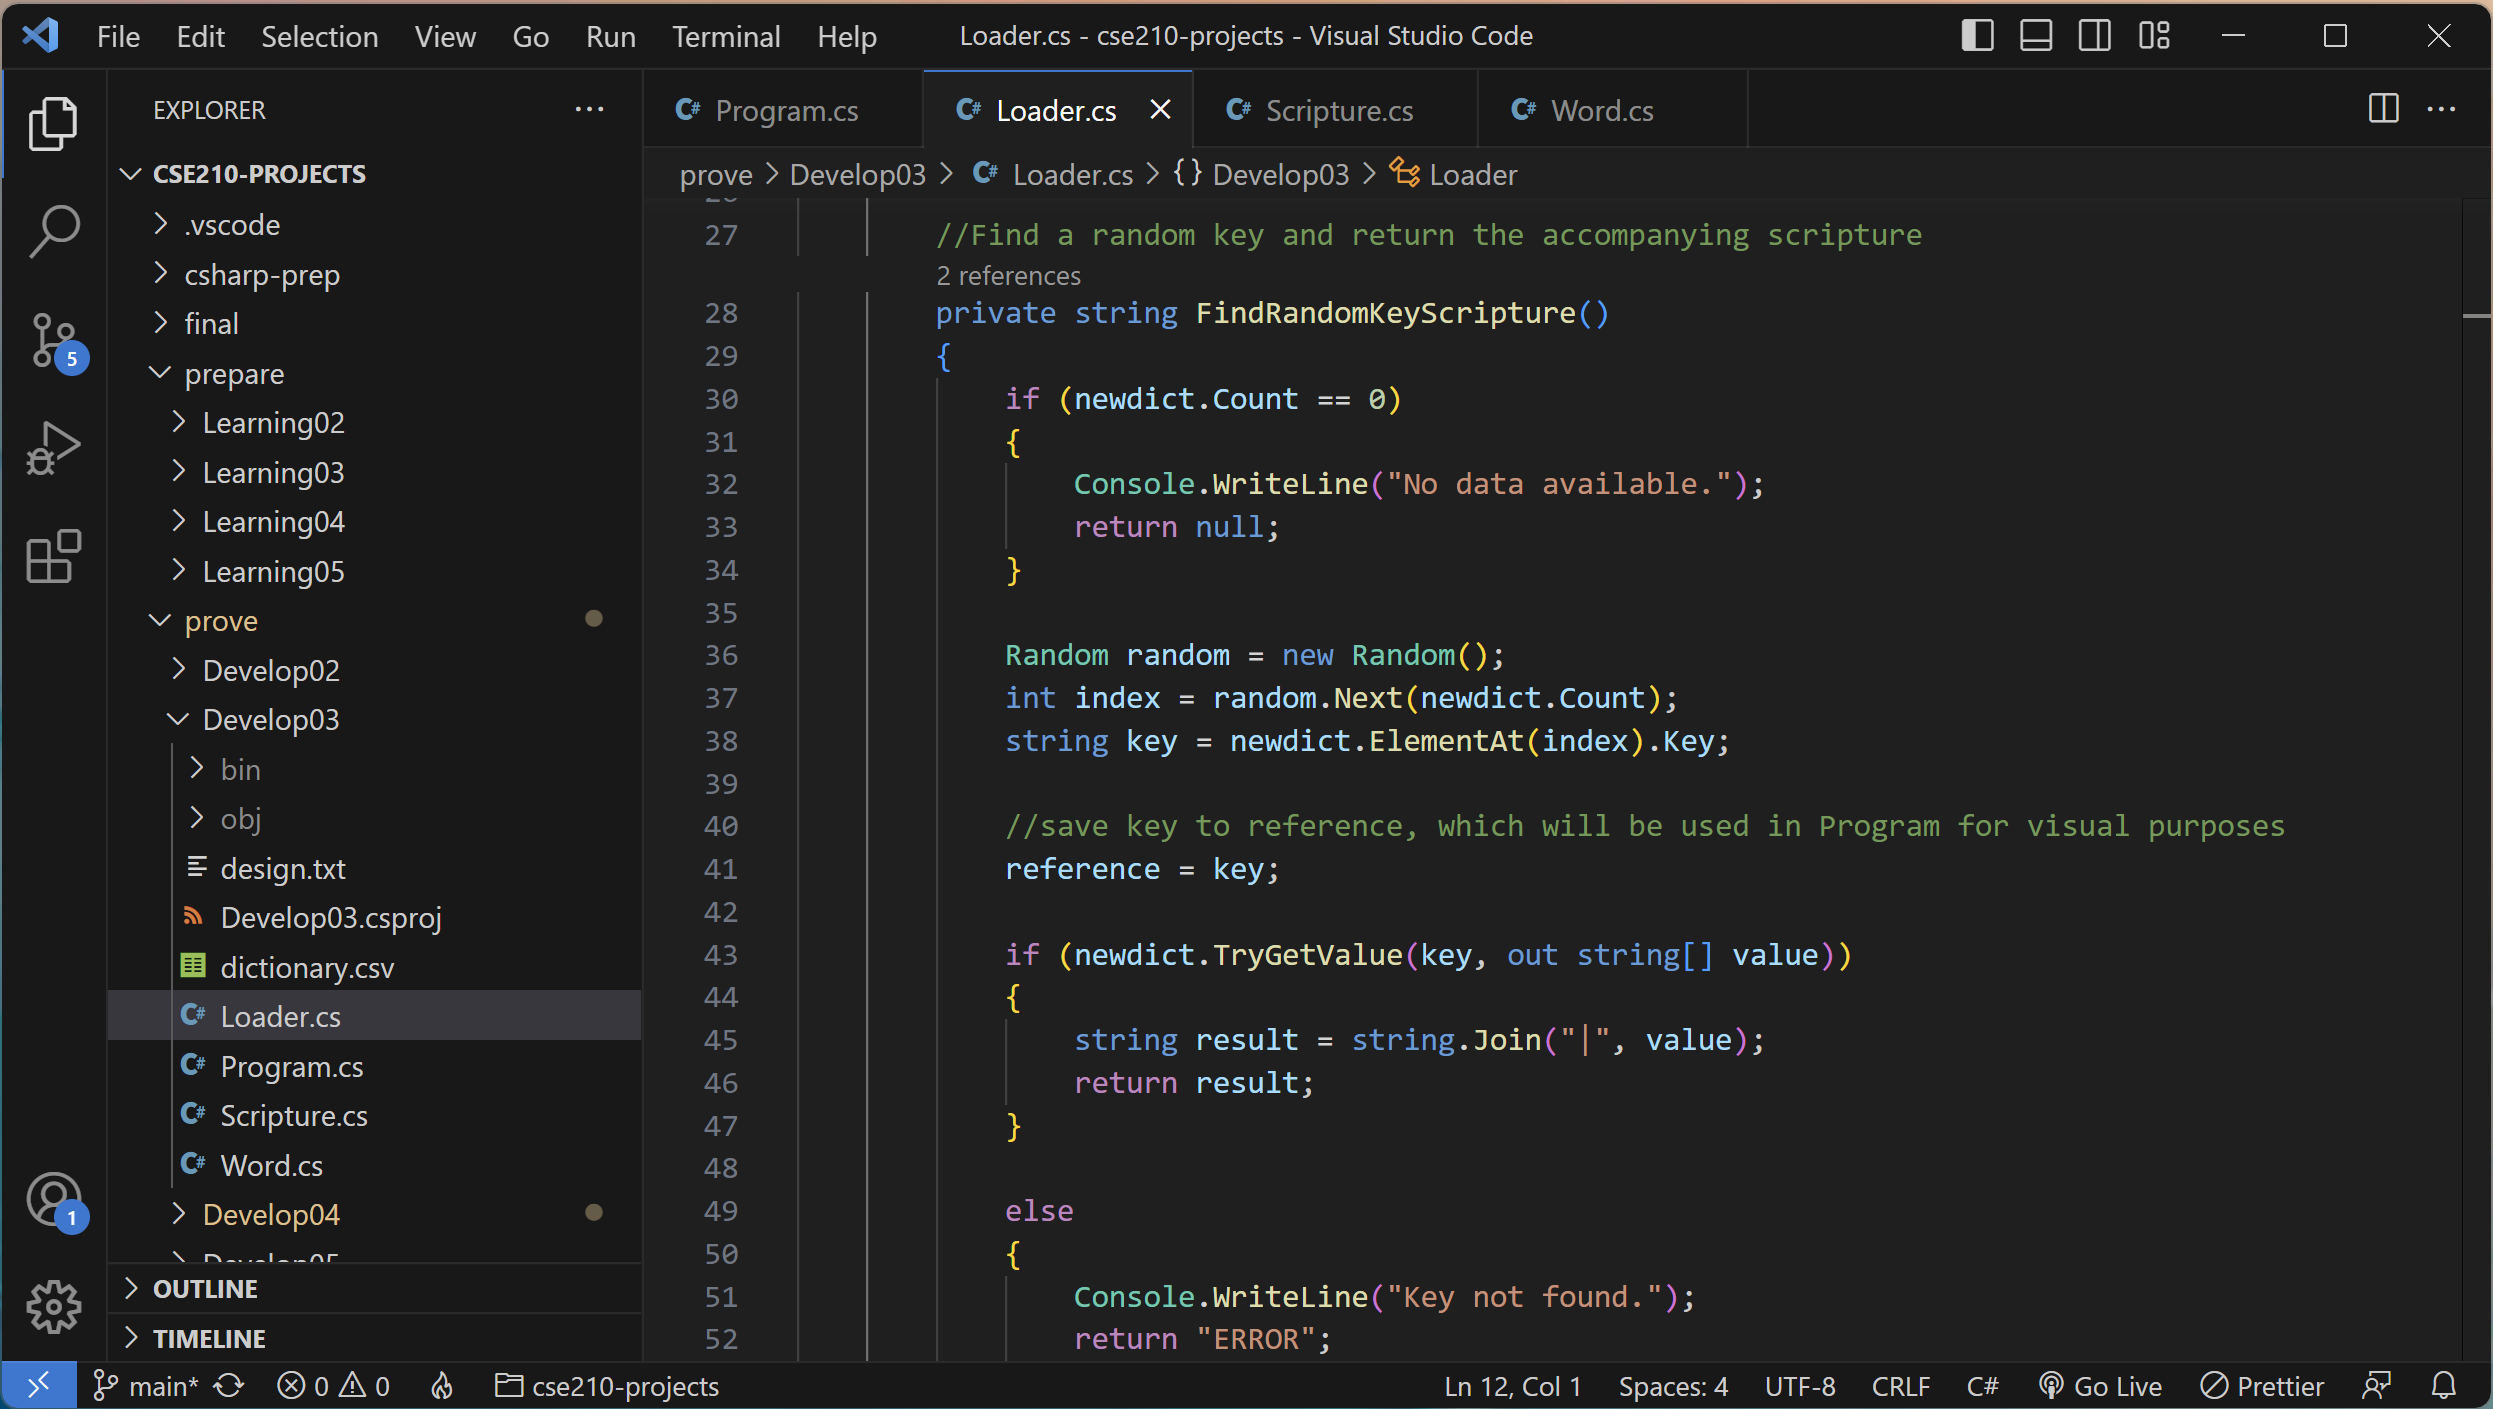 File Edit Selection View Go Run Terminal Help Loader.cs - cse210-projects - Visual Studio Code
EXPLORER
CSE210-PROJECTS
.vscode
csharp-prep
final
prepare
Learning02
Learning03
Learning04
Learning05
prove
Develop02
Develop03
bin
obj
design.txt
Develop03.csproj
dictionary.csv
Loader.cs
Program.cs
Scripture.cs
Word.cs
Develop04
Develop05
OUTLINE
TIMELINE
5
1
Program.cs Loader.cs Scripture.cs Word.cs
prove > Develop03 > Loader.cs > {} Develop03 > Loader
27 //Find a random key and return the accompanying scripture
2 references
28 private string FindRandomKeyScripture()
29 {
30 if (newdict.Count == 0)
31 {
32 Console.WriteLine("No data available.");
33 return null;
34 }
35
36 Random random = new Random();
37 int index = random.Next(newdict.Count);
38 string key = newdict.ElementAt(index).Key;
39
40 //save key to reference, which will be used in Program for visual purposes
41 reference = key;
42
43 if (newdict.TryGetValue(key, out string[] value))
44 {
45 string result = string.Join("|", value);
46 return result;
47 }
48
49 else
50 {
51 Console.WriteLine("Key not found.");
52 return "ERROR";
main* 0 0 cse210-projects Ln 12, Col 1 Spaces: 4 UTF-8 CRLF C# Go Live Prettier